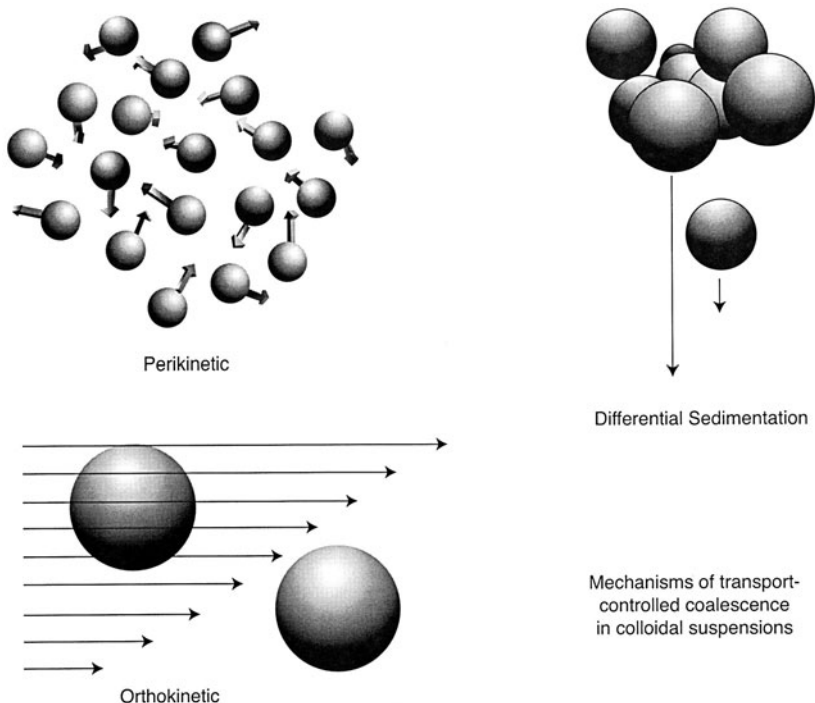 Perikinetic
Differential Sedimentation
Mechanisms of transport-
controlled coalescence
in colloidal suspensions
Orthokinetic